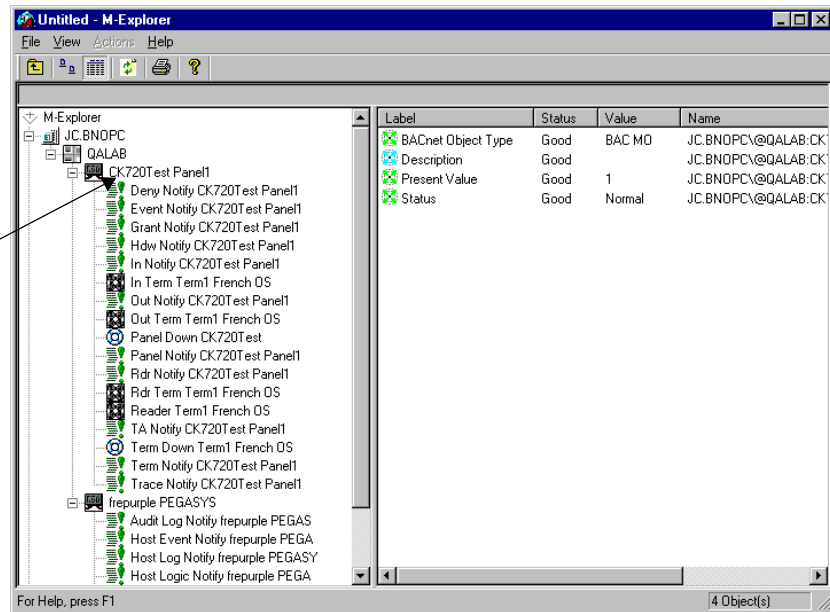 Untitled - M-Explorer
File View Actions Help
M-Explorer
JC.BNOPC
QALAB
CK720Test Panel1
Deny Notify CK720Test Panel1
Event Notify CK720Test Panel1
Grant Notify CK720Test Panel1
Hdw Notify CK720Test Panel1
In Notify CK720Test Panel1
In Term Term1 French OS
Out Notify CK720Test Panel1
Out Term Term1 French OS
Panel Down CK720Test
Panel Notify CK720Test Panel1
Rdr Notify CK720Test Panel1
Rdr Term Term1 French OS
Reader Term1 French OS
TA Notify CK720Test Panel1
Term Down Term1 French OS
Term Notify CK720Test Panel1
Trace Notify CK720Test Panel1
frepurple PEGASYS
Audit Log Notify frepurple PEGAS
Host Event Notify frepurple PEGA
Host Log Notify frepurple PEGASY
Host Logic Notify frepurple PEGA
Label Status Value Name
BACnet Object Type Good BAC MO JC.BNOPC\@QALAB:CK
Description Good JC.BNOPC\@QALAB:CK
Present Value Good 1 JC.BNOPC\@QALAB:CK
Status Good Normal JC.BNOPC\@QALAB:CK
For Help, press F1 4 Object(s)